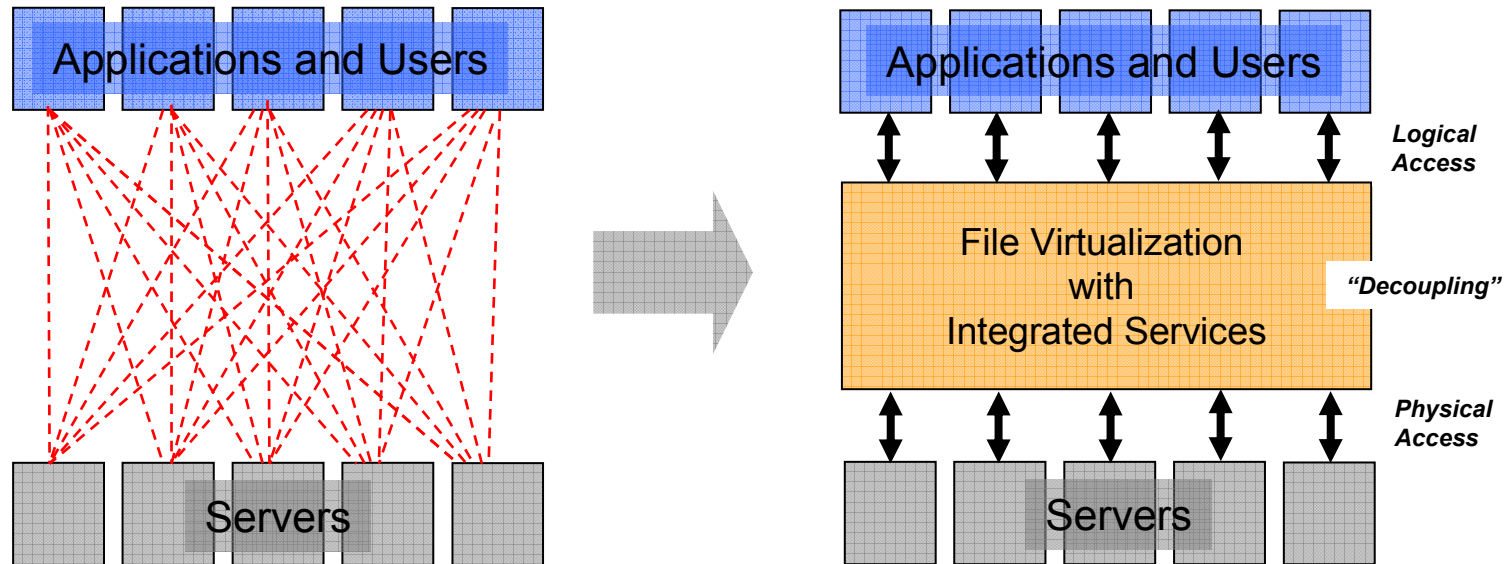 Applications and Users
Servers
Applications and Users
Logical
Access
File Virtualization
with
Integrated Services
“Decoupling”
Physical
Access
Servers